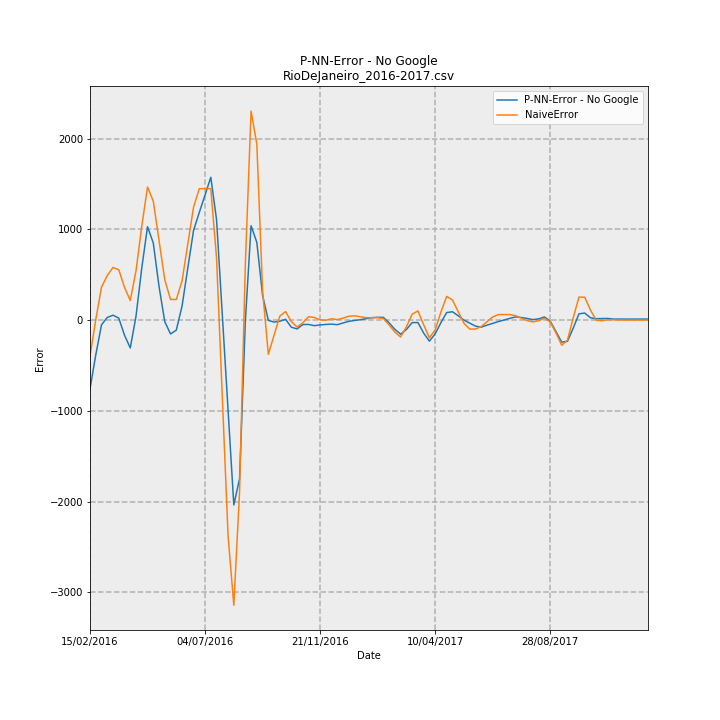 P-NN-Error - No Google
RioDeJaneiro_2016-2017.csv
P-NN-Error - No Google
NaiveError
2000
1000
0
−1000
−2000
−3000
Error
15/02/2016
04/07/2016
21/11/2016
10/04/2017
28/08/2017
Date